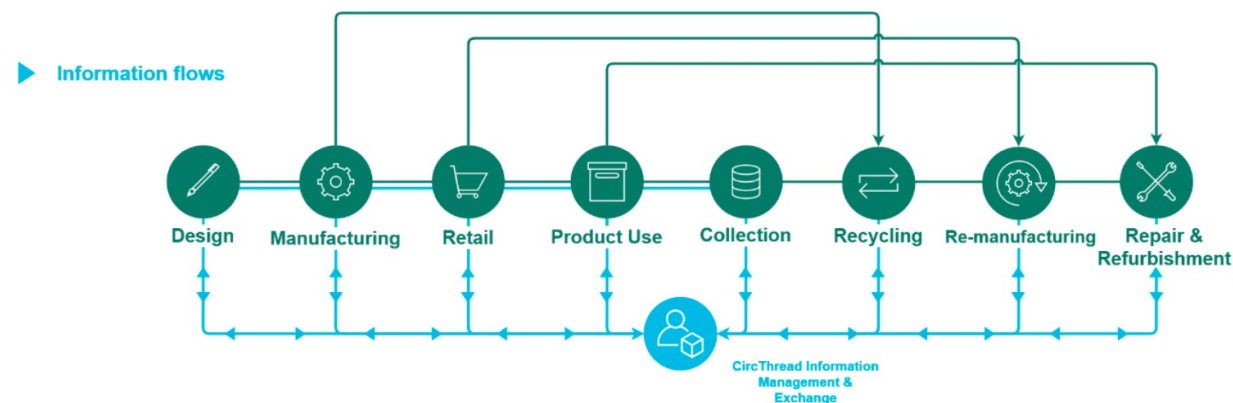 Information flows
Design
Manufacturing
Retail
Product Use
Collection
Recycling
Re-manufacturing
Repair &
Refurbishment
CircThread Information
Management &
Exchange